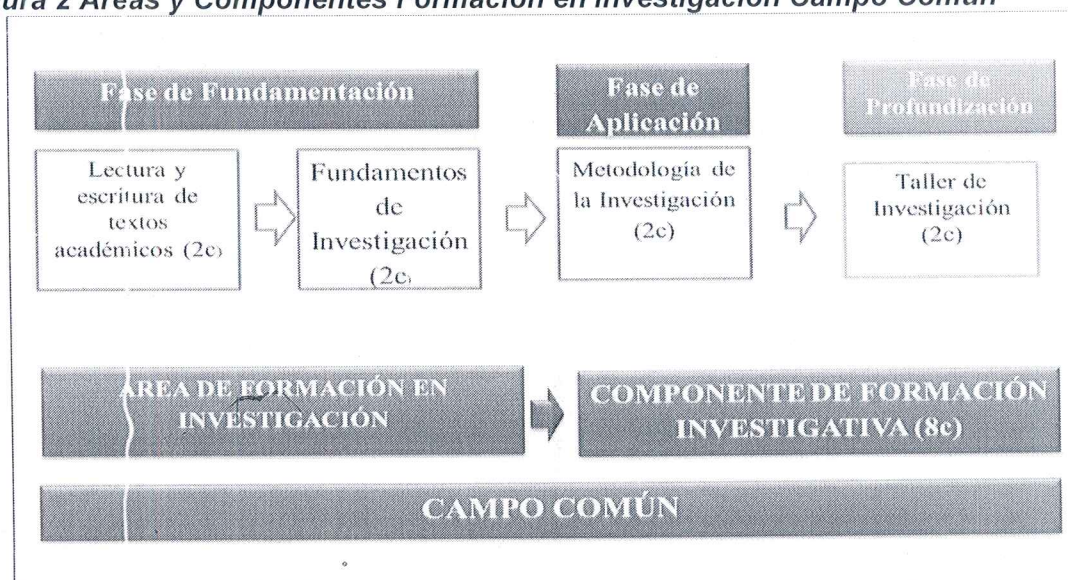 ura 2 Áreas y Componentes Formación en Investigación Campo Común
Fase de Fundamentación
Fase de
Aplicación
Fase de
Profundización
Lectura y
escritura de
textos
académicos (2c)
Fundamentos
de
Investigación
(2c)
Metodología de
la Investigación
(2c)
Taller de
Investigación
(2c)
ÁREA DE FORMACIÓN EN
INVESTIGACIÓN
COMPONENTE DE FORMACIÓN
INVESTIGATIVA (8c)
CAMPO COMÚN